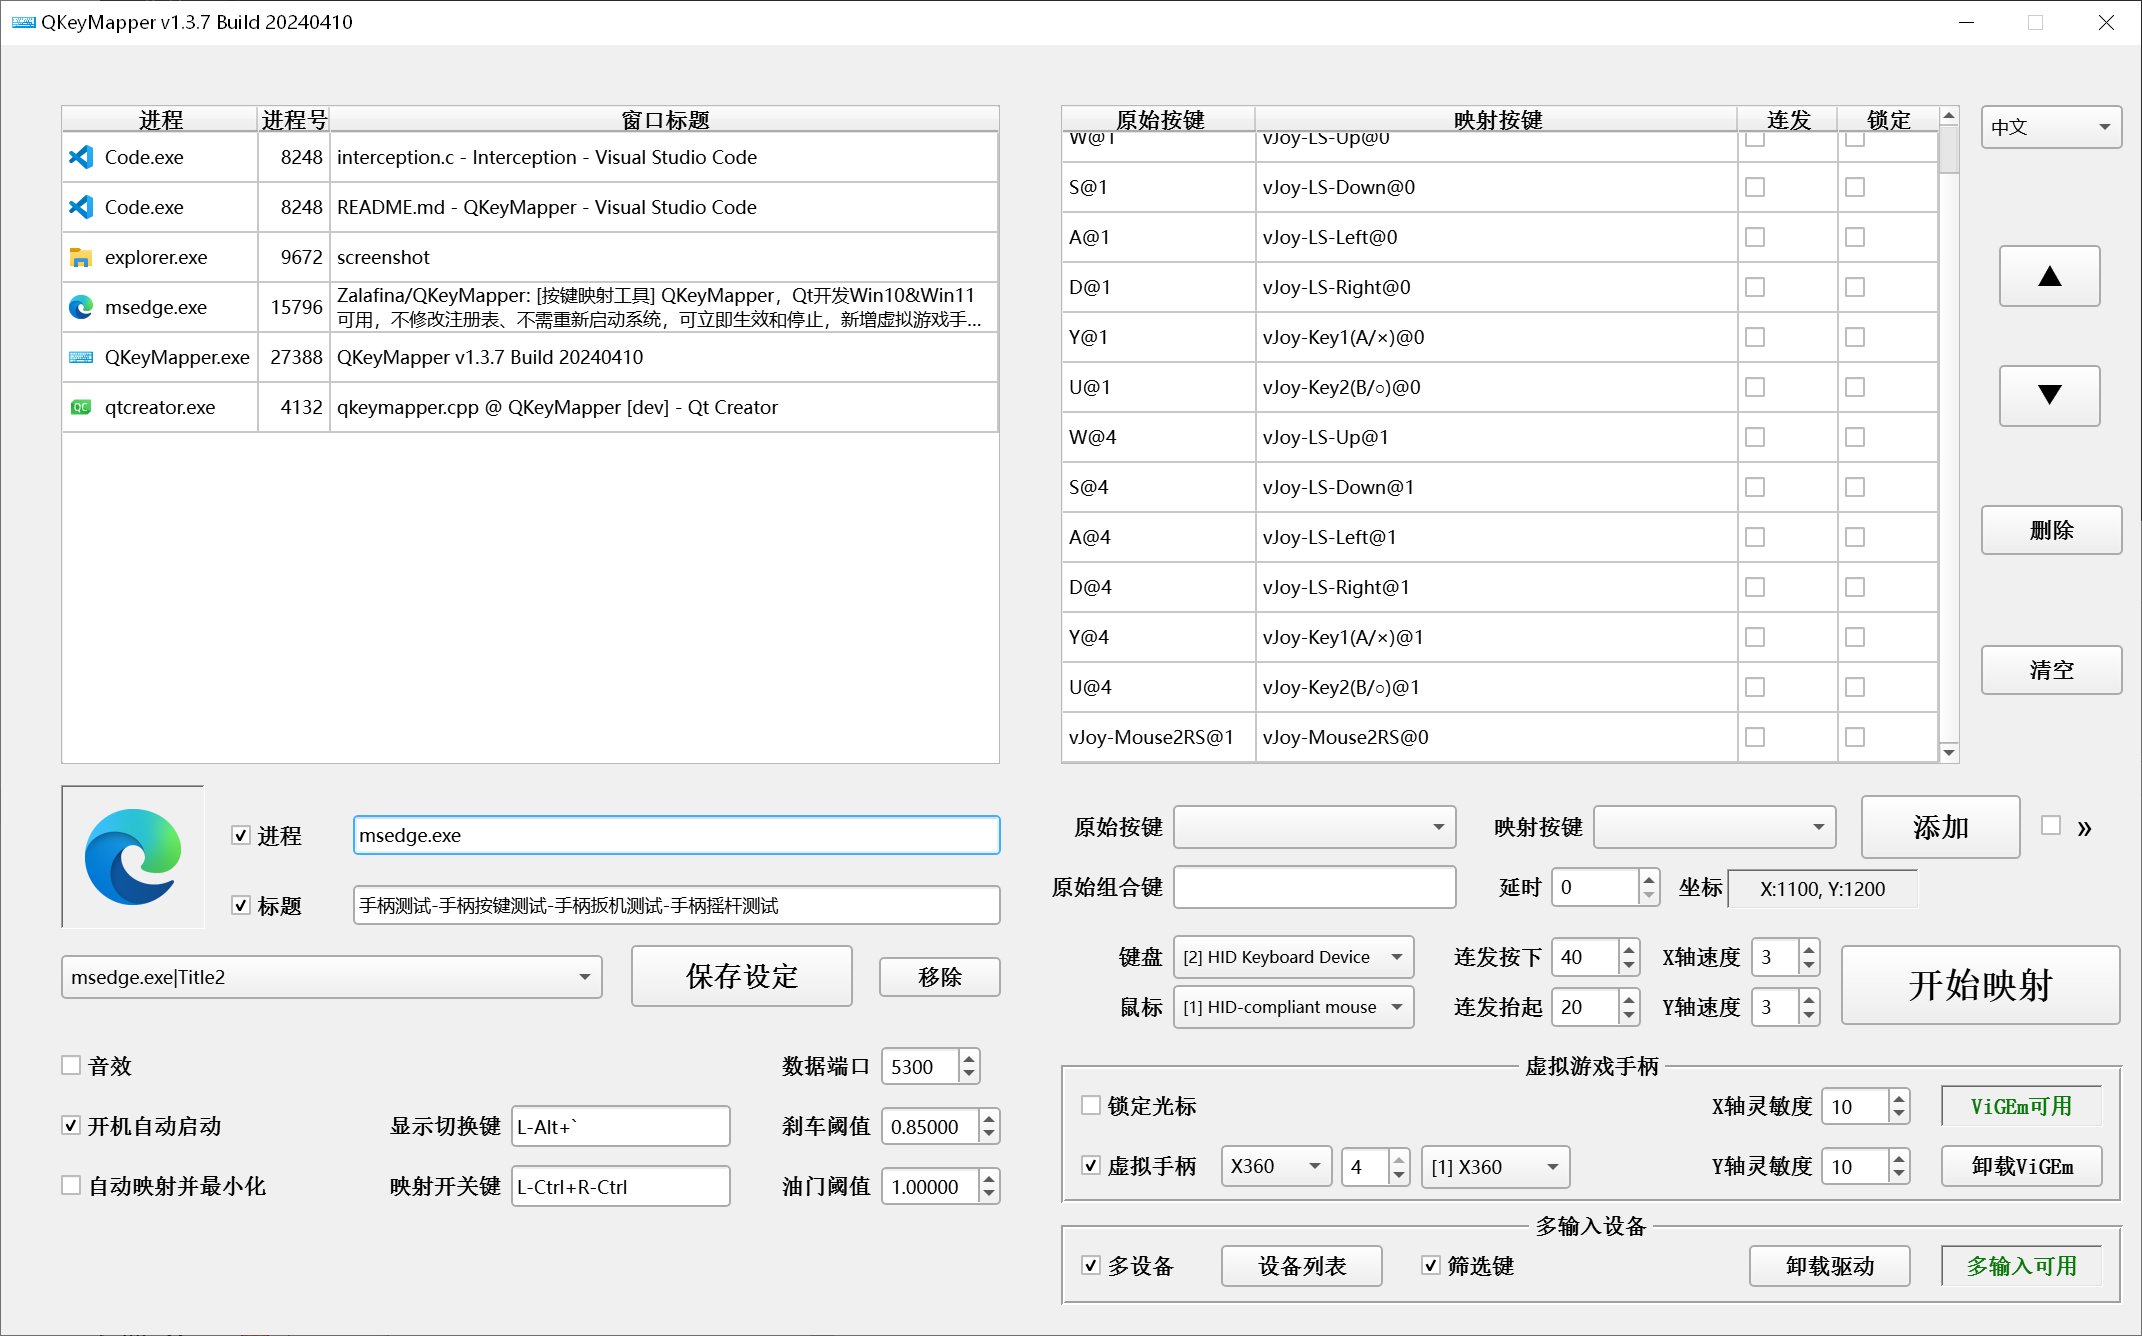 QKeyMapper v1.3.7 Build 20240410
进程 进程号 窗口标题
Code.exe 8248 interception.c - Interception - Visual Studio Code
Code.exe 8248 README.md - QKeyMapper - Visual Studio Code
explorer.exe 9672 screenshot
msedge.exe 15796 Zalafina/QKeyMapper: [按键映射工具] QKeyMapper，Qt开发Win10&Win11
可用，不修改注册表、不需重新启动系统，可立即生效和停止，新增虚拟游戏手...
QKeyMapper.exe 27388 QKeyMapper v1.3.7 Build 20240410
qtcreator.exe 4132 qkeymapper.cpp @ QKeyMapper [dev] - Qt Creator
原始按键 映射按键 连发 锁定
W@1 vJoy-LS-Up@0
S@1 vJoy-LS-Down@0
A@1 vJoy-LS-Left@0
D@1 vJoy-LS-Right@0
Y@1 vJoy-Key1(A/×)@0
U@1 vJoy-Key2(B/○)@0
W@4 vJoy-LS-Up@1
S@4 vJoy-LS-Down@1
A@4 vJoy-LS-Left@1
D@4 vJoy-LS-Right@1
Y@4 vJoy-Key1(A/×)@1
U@4 vJoy-Key2(B/○)@1
vJoy-Mouse2RS@1 vJoy-Mouse2RS@0
中文
▲
▼
删除
清空
进程 msedge.exe
标题 手柄测试-手柄按键测试-手柄扳机测试-手柄摇杆测试
msedge.exe|Title2 保存设定 移除
音效 数据端口 5300
开机自动启动 显示切换键 L-Alt+` 刹车阈值 0.85000
自动映射并最小化 映射开关键 L-Ctrl+R-Ctrl 油门阈值 1.00000
原始按键 映射按键 添加 »
原始组合键 延时 0 坐标 X:1100, Y:1200
键盘 [2] HID Keyboard Device 连发按下 40 X轴速度 3
鼠标 [1] HID-compliant mouse 连发抬起 20 Y轴速度 3
开始映射
虚拟游戏手柄
锁定光标 X轴灵敏度 10 ViGEm可用
虚拟手柄 X360 4 [1] X360 Y轴灵敏度 10 卸载ViGEm
多输入设备
多设备 设备列表 筛选键 卸载驱动 多输入可用